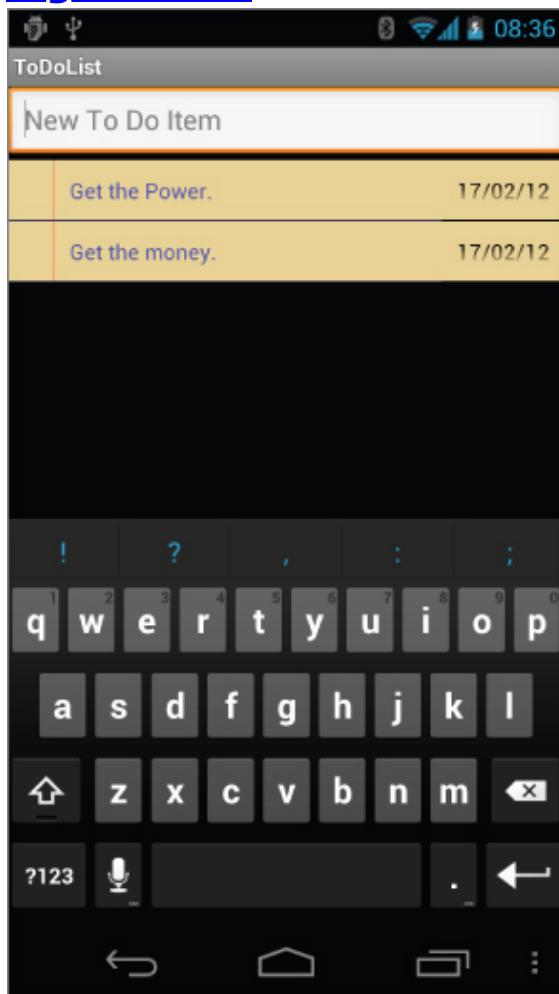 08:36
ToDoList
New To Do Item
Get the Power. 17/02/12
Get the money. 17/02/12
! ? , : ;
1 2 3 4 5 6 7 8 9 0
q w e r t y u i o p
a s d f g h j k l
z x c v b n m
?123 .